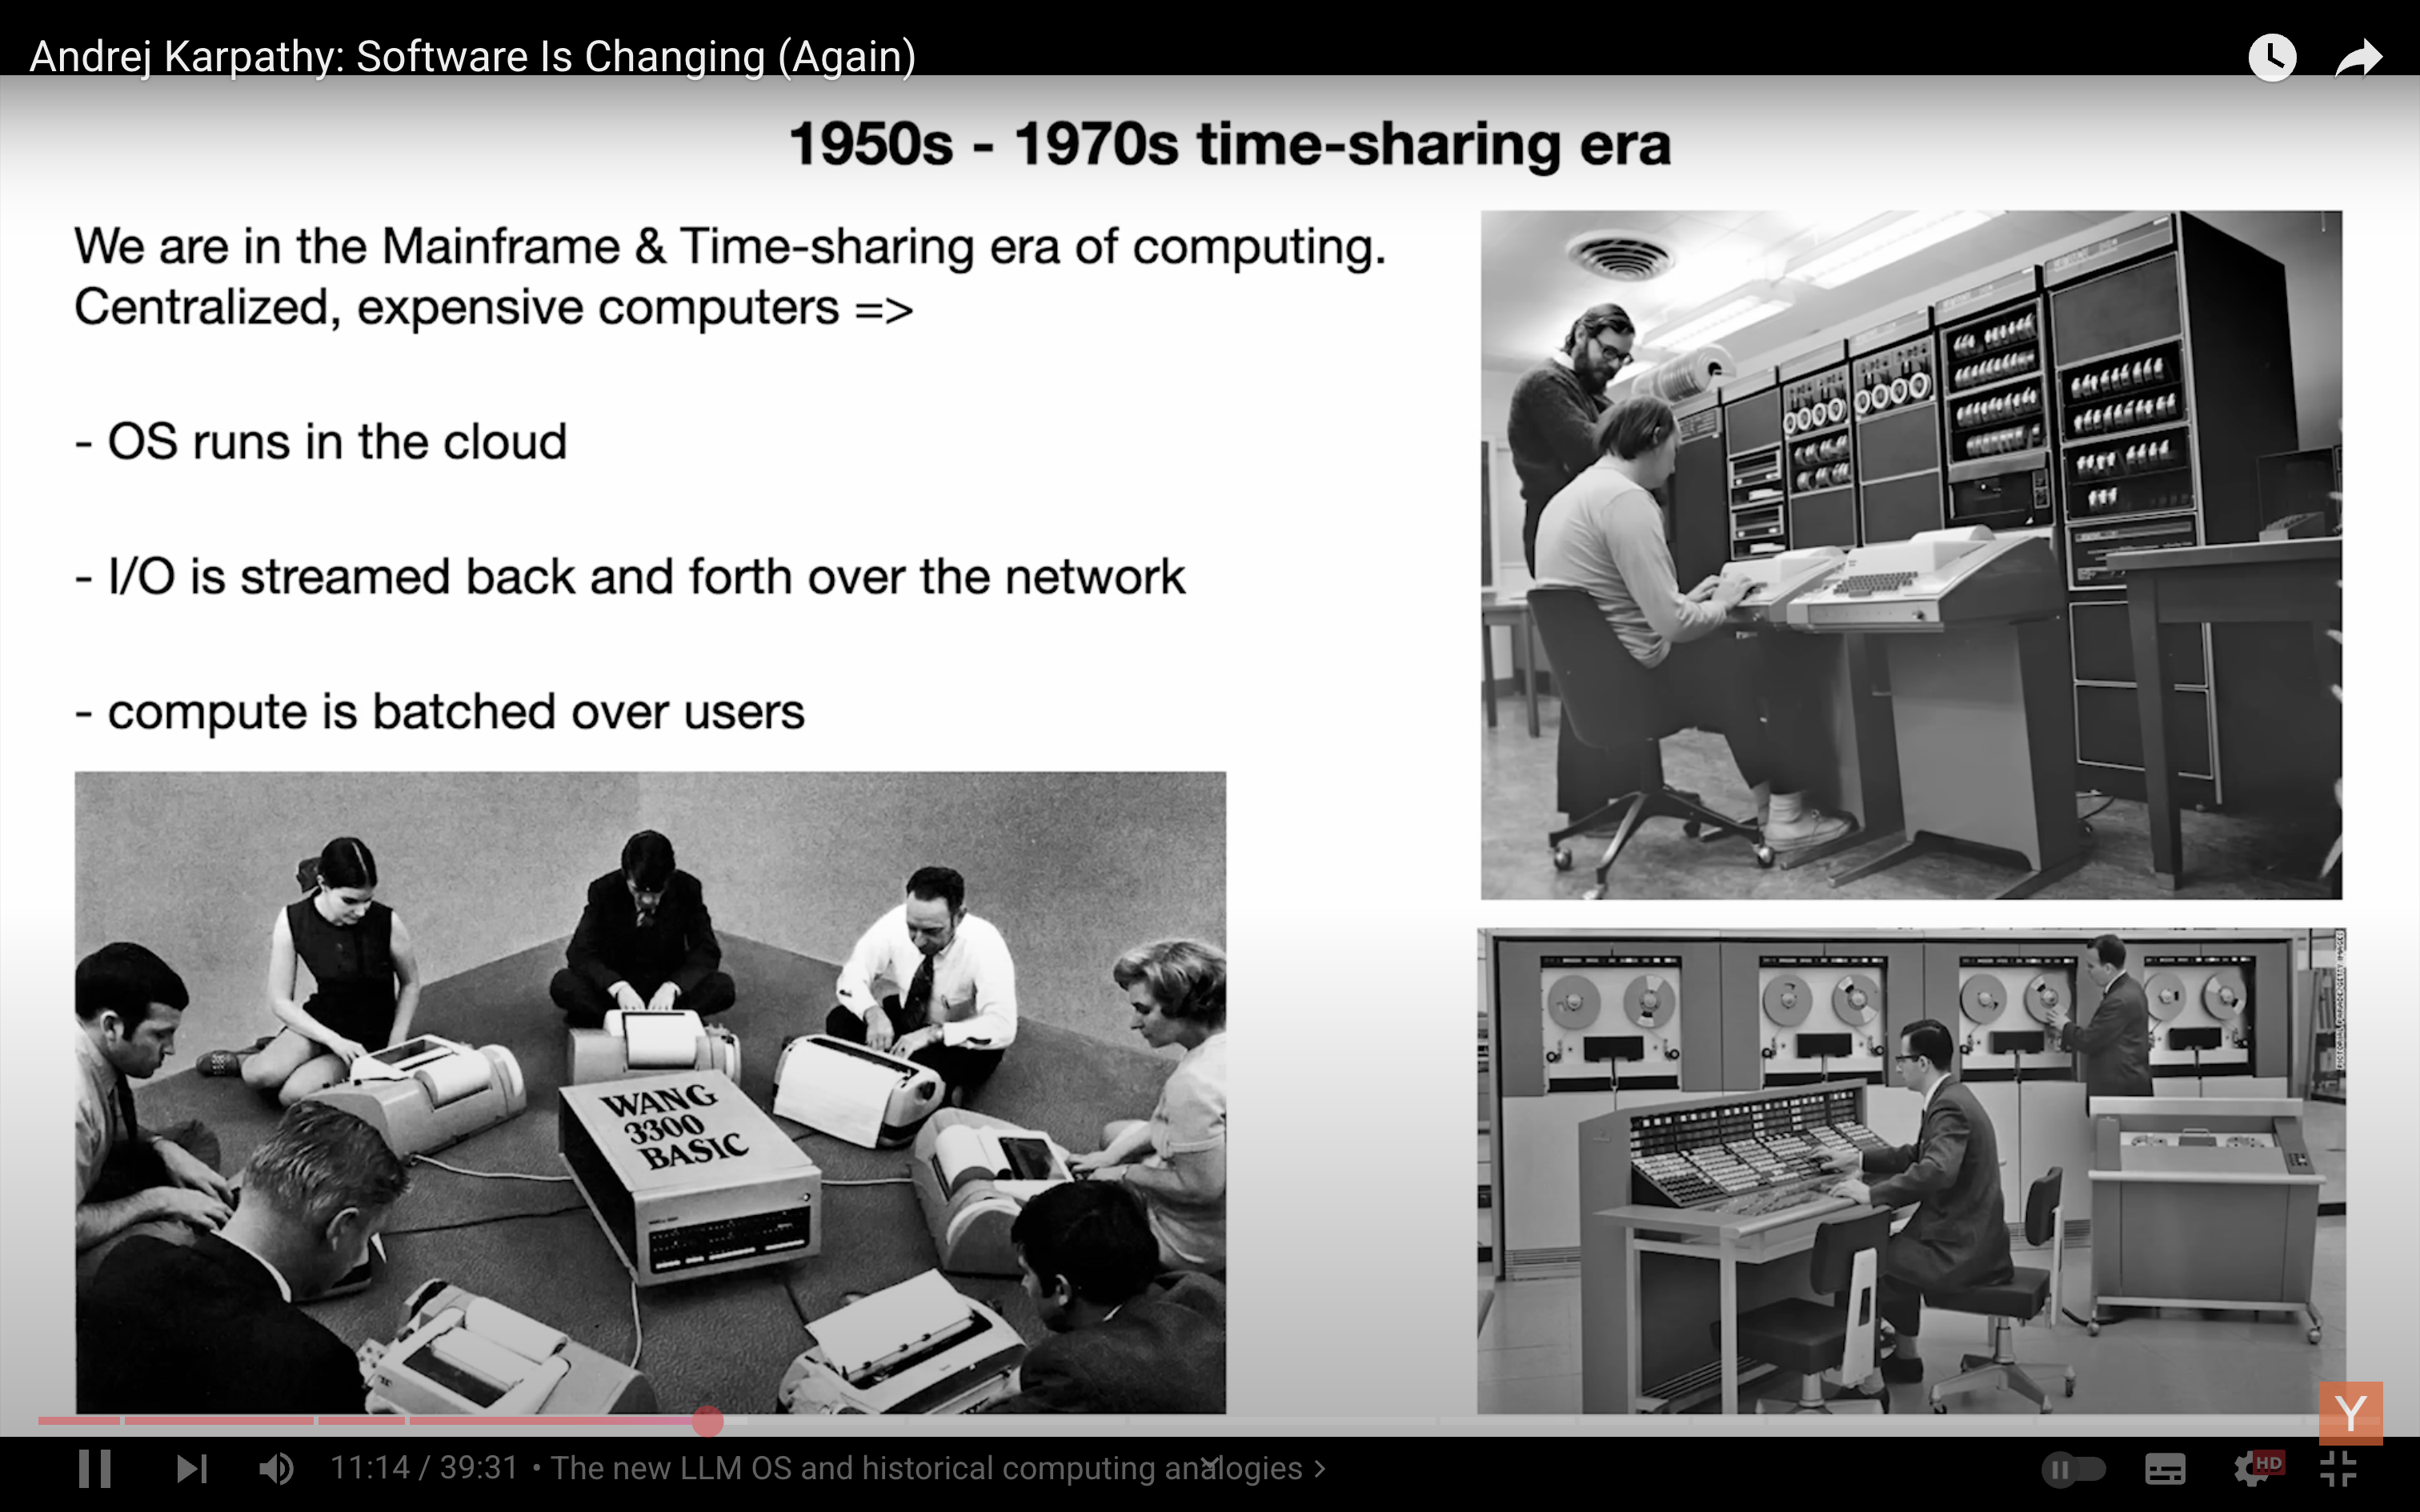 Andrej Karpathy: Software Is Changing (Again)
1950s - 1970s time-sharing era
We are in the Mainframe & Time-sharing era of computing.
Centralized, expensive computers =>
- OS runs in the cloud
- I/O is streamed back and forth over the network
- compute is batched over users
WANG
3300
BASIC
Y
11:14 / 39:31 • The new LLM OS and historical computing analogies >
HD